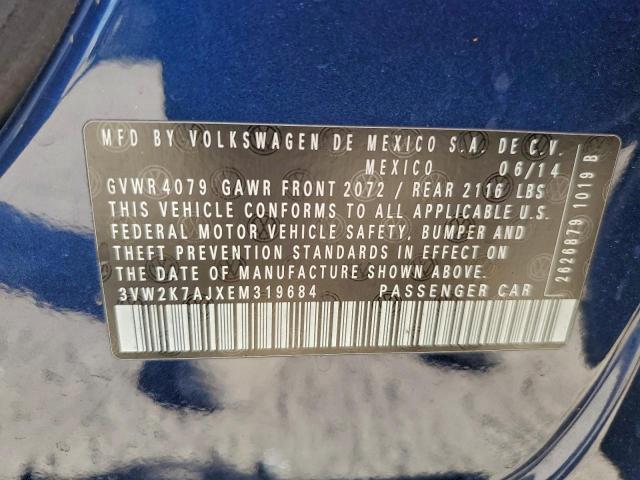 MFD BY VOLKSWAGEN DE MEXICO S.A. DE C.V.
MEXICO 06/14
GVWR 4079 GAWR FRONT 2072 / REAR 2116 LBS
THIS VEHICLE CONFORMS TO ALL APPLICABLE U.S.
FEDERAL MOTOR VEHICLE SAFETY, BUMPER AND
THEFT PREVENTION STANDARDS IN EFFECT ON
THE DATE OF MANUFACTURE SHOWN ABOVE.
3VW2K7AJXEM319684 PASSENGER CAR
2626879 1019 B